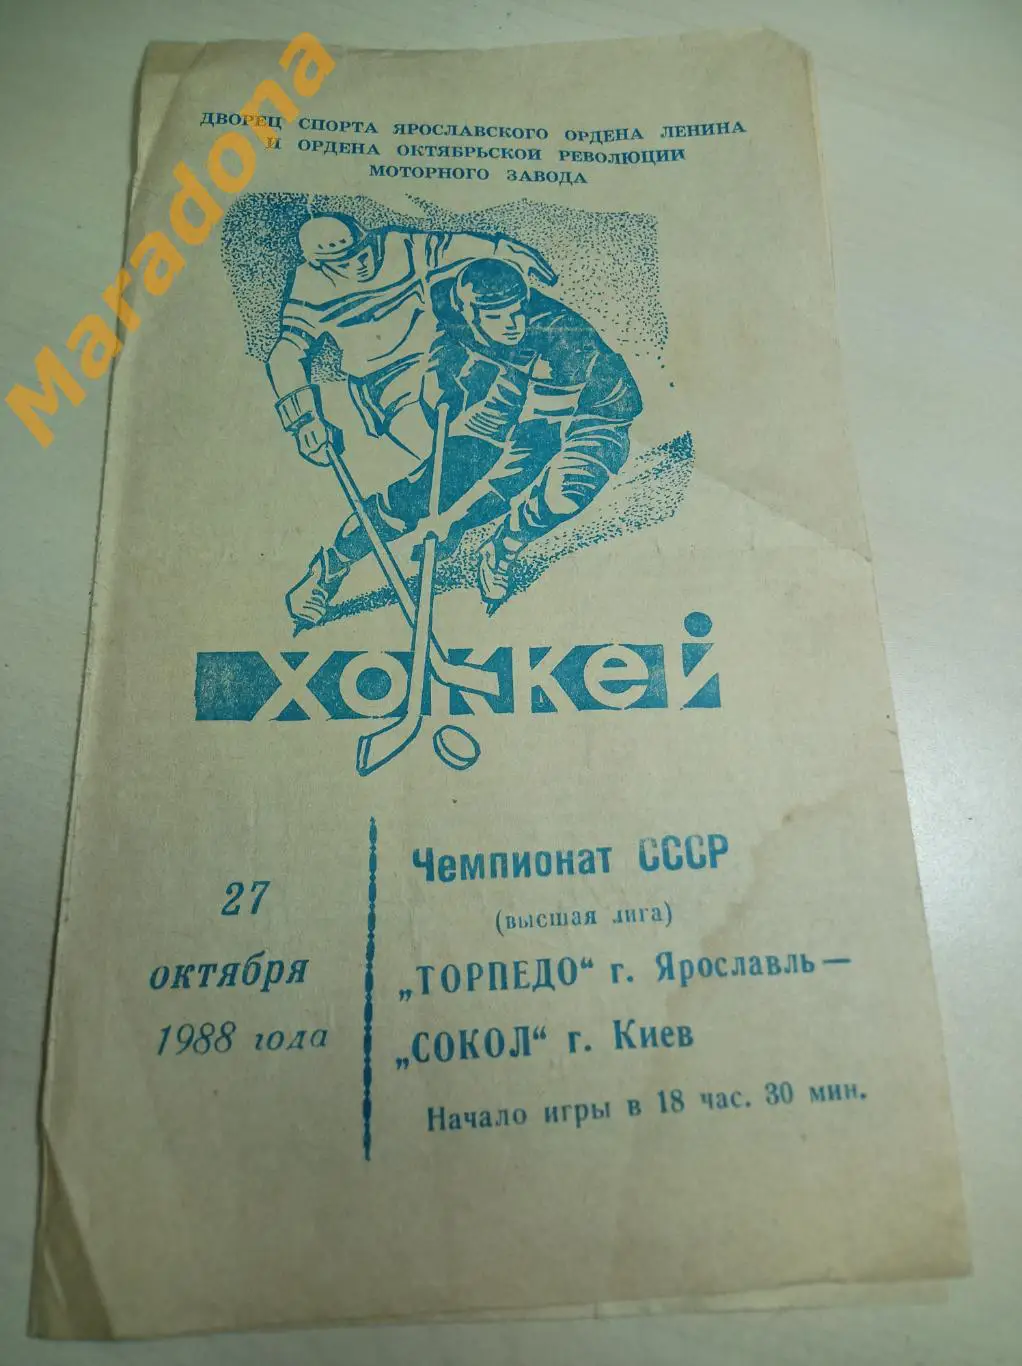 Maradona
ДВОРЕЦ СПОРТА ЯРОСЛАВСКОГО ОРДЕНА ЛЕНИНА
И ОРДЕНА ОКТЯБРЬСКОЙ РЕВОЛЮЦИИ
МОТОРНОГО ЗАВОДА
хоккей
27
октября
1988 года
Чемпионат СССР
(высшая лига)
„ТОРПЕДО“ г. Ярославль—
„СОКОЛ“ г. Киев
Начало игры в 18 час. 30 мин.